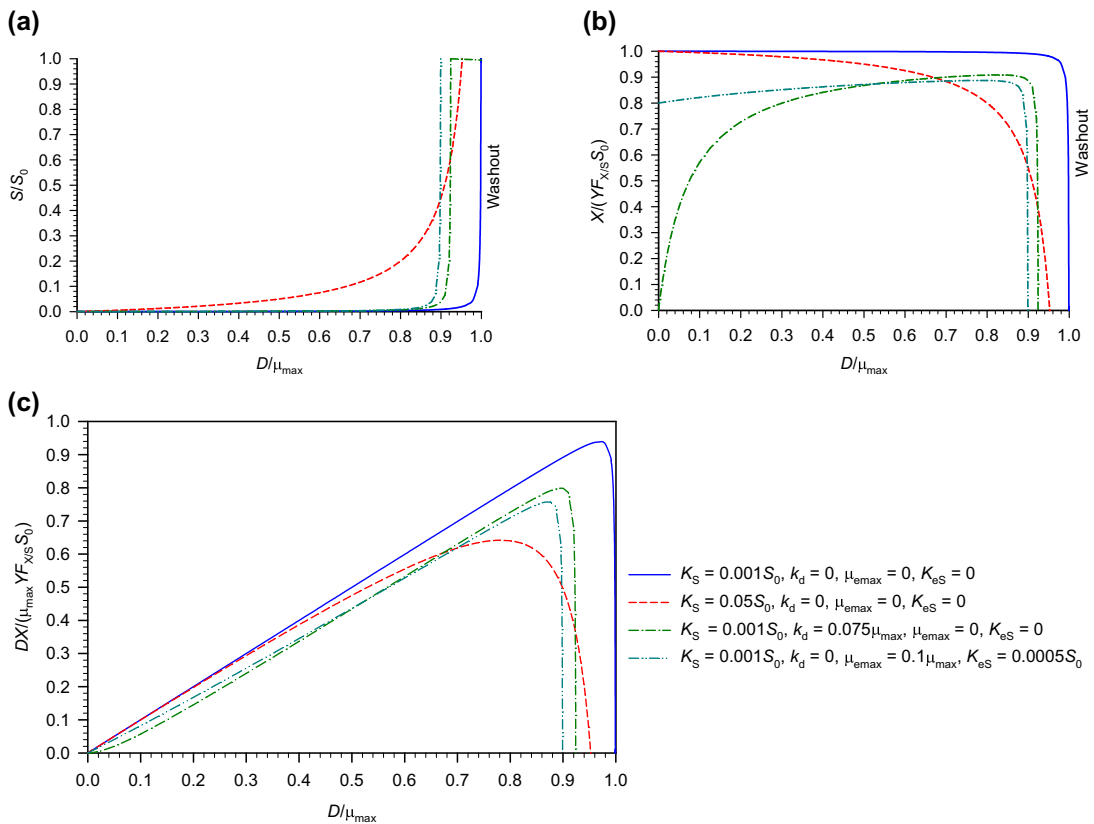 (a)
1.0
0.9
0.8
0.7
0.6
0.5
0.4
0.3
0.2
0.1
0.0
S/S0
0.0 0.1 0.2 0.3 0.4 0.5 0.6 0.7 0.8 0.9 1.0
D/μmax
Washout
(b)
1.0
0.9
0.8
0.7
0.6
0.5
0.4
0.3
0.2
0.1
0.0
X/(YFX/SS0)
0.0 0.1 0.2 0.3 0.4 0.5 0.6 0.7 0.8 0.9 1.0
D/μmax
Washout
(c)
1.0
0.9
0.8
0.7
0.6
0.5
0.4
0.3
0.2
0.1
0.0
DX/(μmaxYFX/SS0)
0.0 0.1 0.2 0.3 0.4 0.5 0.6 0.7 0.8 0.9 1.0
D/μmax
KS = 0.001S0, kd = 0, μemax = 0, KeS = 0
KS = 0.05S0, kd = 0, μemax = 0, KeS = 0
KS = 0.001S0, kd = 0.075μmax, μemax = 0, KeS = 0
KS = 0.001S0, kd = 0, μemax = 0.1μmax, KeS = 0.0005S0